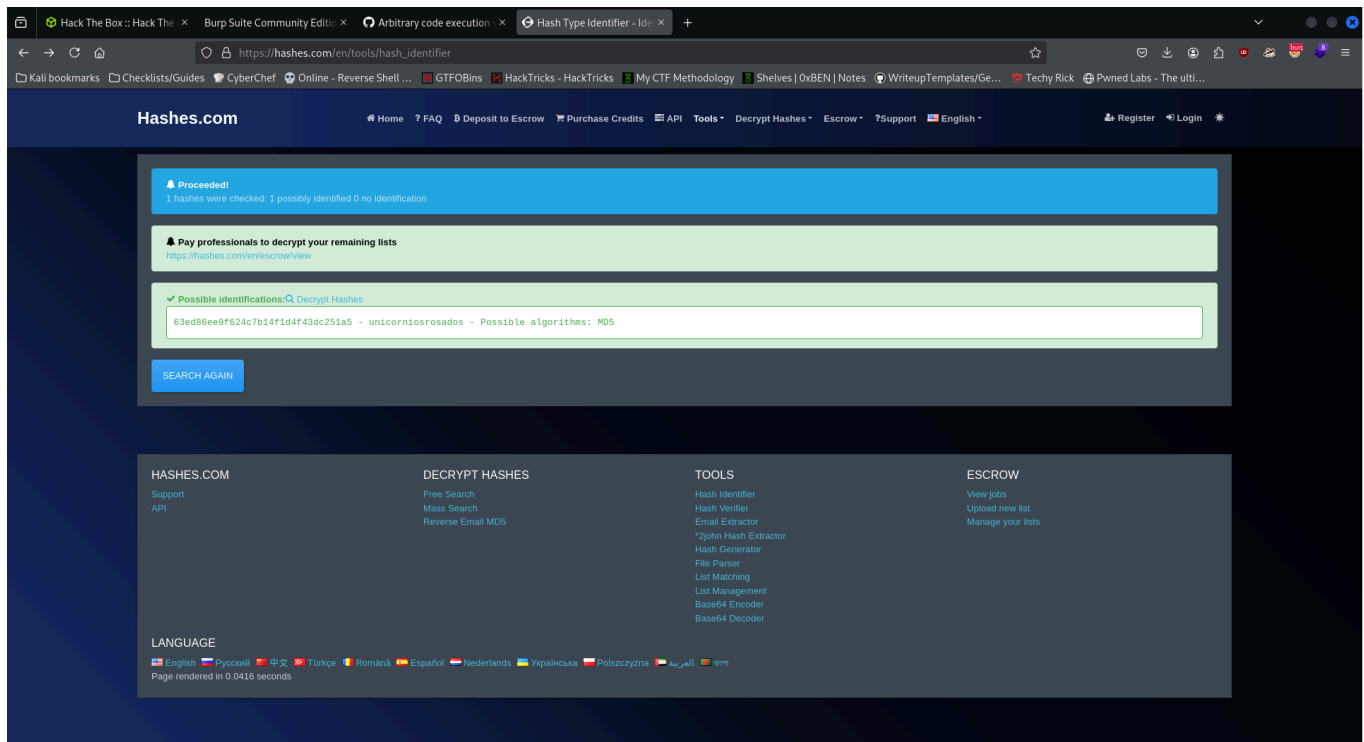 Hack The Box :: Hack The
Burp Suite Community Editio
Arbitrary code execution v
Hash Type Identifier - Ide
https://hashes.com/en/tools/hash_identifier
Kali bookmarks
Checklists/Guides
CyberChef
Online - Reverse Shell ...
GTFOBins
HackTricks - HackTricks
My CTF Methodology
Shelves | 0xBEN | Notes
WriteupTemplates/Ge...
Techy Rick
Pwned Labs - The ulti...
Hashes.com
Home
? FAQ
Deposit to Escrow
Purchase Credits
API
Tools
Decrypt Hashes
Escrow
?Support
English
Register
Login
Proceeded!
1 hashes were checked: 1 possibly identified 0 no identification
Pay professionals to decrypt your remaining lists
https://hashes.com/en/escrow/view
Possible identifications: Decrypt Hashes
63ed86ee9f624c7b14f1d4f43dc251a5 - unicorniosrosados - Possible algorithms: MD5
SEARCH AGAIN
HASHES.COM
Support
API
DECRYPT HASHES
Free Search
Mass Search
Reverse Email MD5
TOOLS
Hash Identifier
Hash Verifier
Email Extractor
*2john Hash Extractor
Hash Generator
File Parser
List Matching
List Management
Base64 Encoder
Base64 Decoder
ESCROW
View jobs
Upload new list
Manage your lists
LANGUAGE
English Русский 中文 Türkçe Română Español Nederlands Українська Polszczyzna العربية বাংলা
Page rendered in 0.0416 seconds